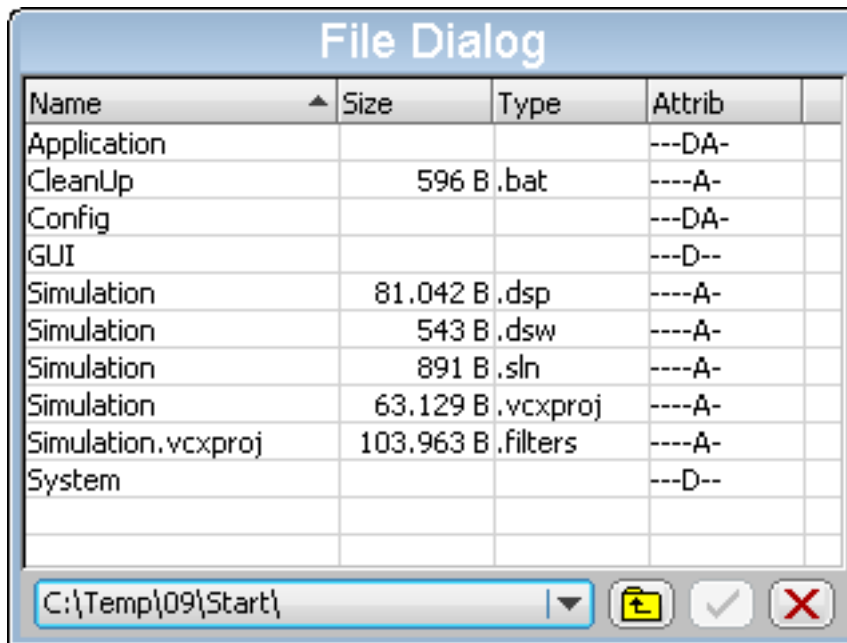 File Dialog
Name Size Type Attrib
Application ---DA-
CleanUp 596 B .bat ----A-
Config ---DA-
GUI ---D--
Simulation 81.042 B .dsp ----A-
Simulation 543 B .dsw ----A-
Simulation 891 B .sln ----A-
Simulation 63.129 B .vcxproj ----A-
Simulation.vcxproj 103.963 B .filters ----A-
System ---D--
C:\Temp\09\Start\